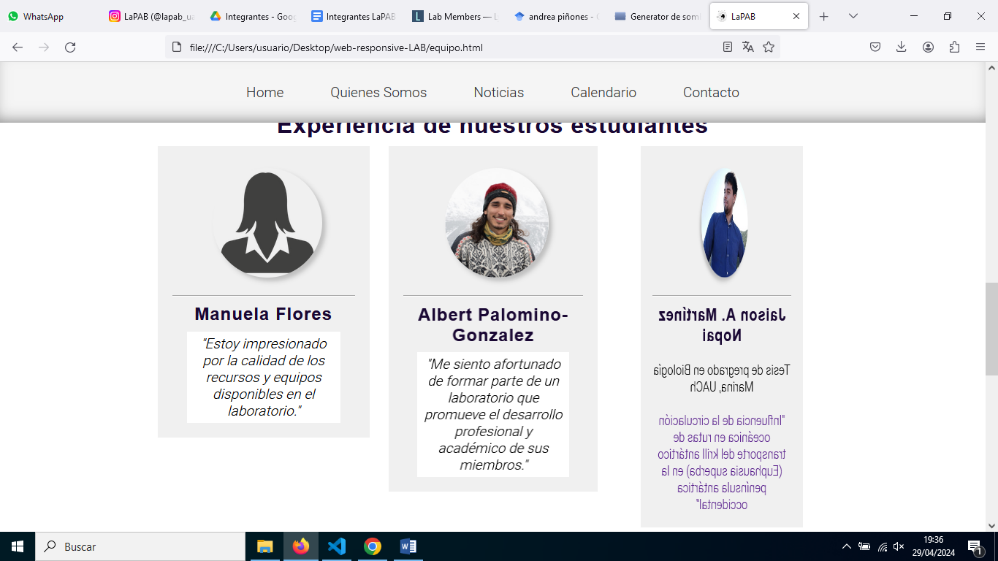 WhatsApp
LaPAB (@lapab_ua
Integrantes - Goog
Integrantes LaPAB
Lab Members — L
andrea piñones - G
Generador de som
LaPAB
file:///C:/Users/usuario/Desktop/web-responsive-LAB/equipo.html
Home
Quienes Somos
Noticias
Calendario
Contacto
Experiencia de nuestros estudiantes
Manuela Flores
"Estoy impresionado
por la calidad de los
recursos y equipos
disponibles en el
laboratorio."
Albert Palomino-
Gonzalez
"Me siento afortunado
de formar parte de un
laboratorio que
promueve el desarrollo
profesional y
académico de sus
miembros."
Jaison A. Martínez
Nopai
Tesis de pregrado en Biología
Marina, UACh
"Influencia de la circulación
oceánica en rutas de
transporte del krill antártico
(Euphausia superba) en la
península antártica
occidental"
Buscar
19:36
29/04/2024
1